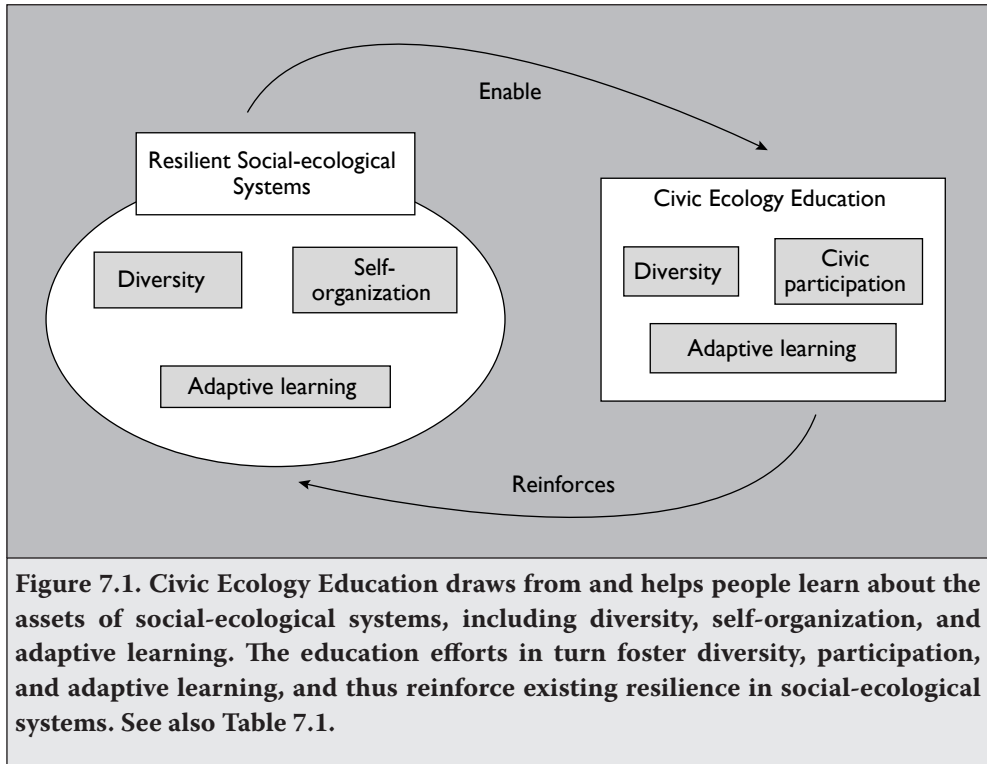 Enable
Resilient Social-ecological
Systems
Diversity
Self-
organization
Adaptive learning
Civic Ecology Education
Diversity
Civic
participation
Adaptive learning
Reinforces
Figure 7.1. Civic Ecology Education draws from and helps people learn about the
assets of social-ecological systems, including diversity, self-organization, and
adaptive learning. The education efforts in turn foster diversity, participation,
and adaptive learning, and thus reinforce existing resilience in social-ecological
systems. See also Table 7.1.